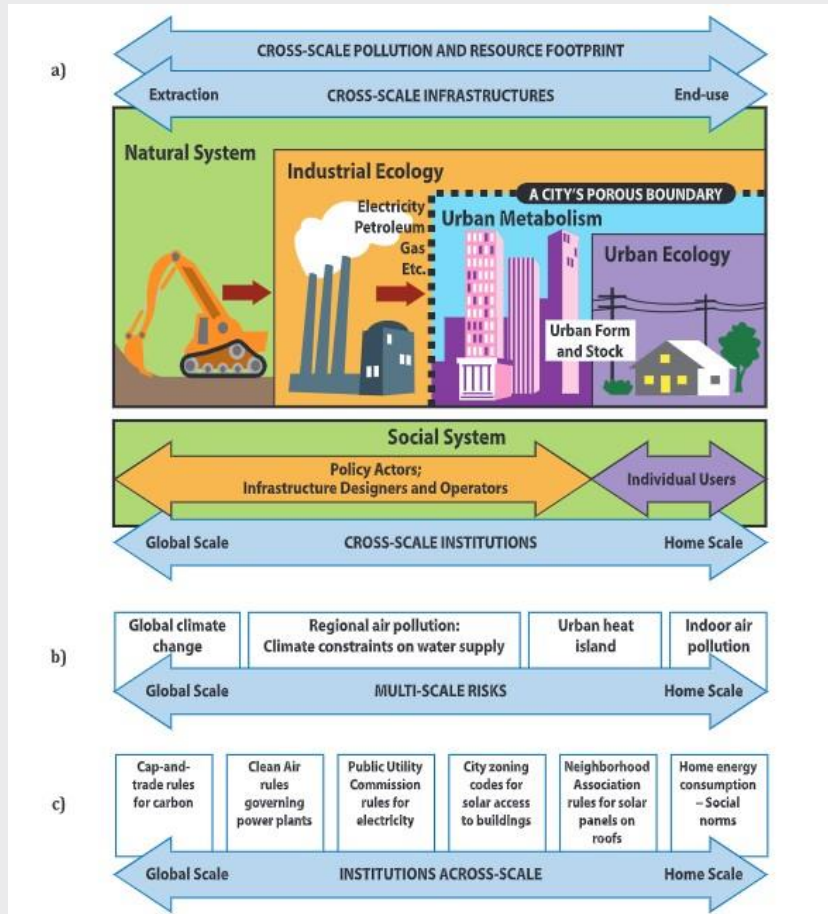 a)
CROSS-SCALE POLLUTION AND RESOURCE FOOTPRINT
Extraction CROSS-SCALE INFRASTRUCTURES End-use
Natural System
Industrial Ecology
A CITY'S POROUS BOUNDARY
Electricity
Petroleum
Gas
Etc.
Urban Metabolism
Urban Ecology
Urban Form
and Stock
Social System
Policy Actors;
Infrastructure Designers and Operators
Individual Users
Global Scale CROSS-SCALE INSTITUTIONS Home Scale
b)
Global climate
change
Regional air pollution:
Climate constraints on water supply
Urban heat
island
Indoor air
pollution
Global Scale MULTI-SCALE RISKS Home Scale
c)
Cap-and-
trade rules
for carbon
Clean Air
rules
governing
power plants
Public Utility
Commission
rules for
electricity
City zoning
codes for
solar access
to buildings
Neighborhood
Association
rules for solar
panels on
roofs
Home energy
consumption
– Social
norms
Global Scale INSTITUTIONS ACROSS-SCALE Home Scale